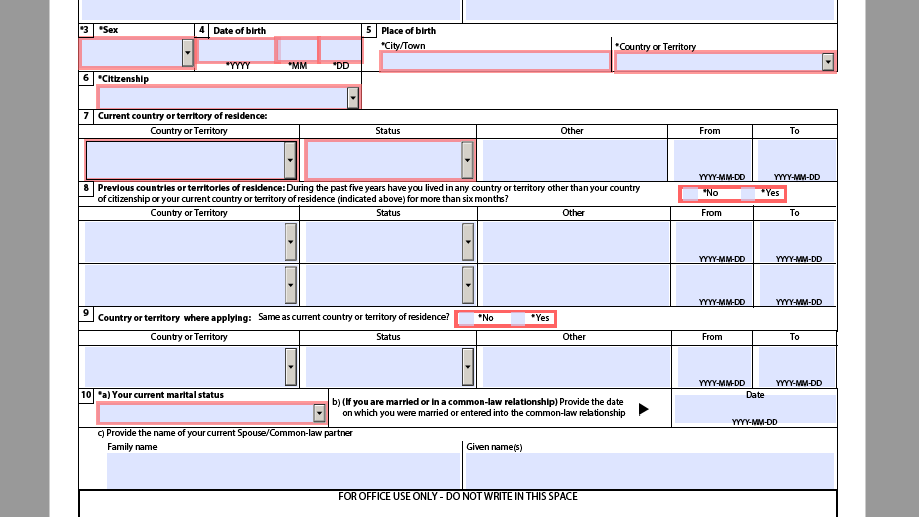 *3 *Sex 4 Date of birth 5 Place of birth
*City/Town *Country or Territory
*YYYY *MM *DD
6 *Citizenship
7 Current country or territory of residence:
Country or Territory Status Other From To
YYYY-MM-DD YYYY-MM-DD
8 Previous countries or territories of residence: During the past five years have you lived in any country or territory other than your country
of citizenship or your current country or territory of residence (indicated above) for more than six months?
*No *Yes
Country or Territory Status Other From To
YYYY-MM-DD YYYY-MM-DD
YYYY-MM-DD YYYY-MM-DD
9 Country or territory where applying: Same as current country or territory of residence? *No *Yes
Country or Territory Status Other From To
YYYY-MM-DD YYYY-MM-DD
10 *a) Your current marital status
b) (If you are married or in a common-law relationship) Provide the date
on which you were married or entered into the common-law relationship
Date
YYYY-MM-DD
c) Provide the name of your current Spouse/Common-law partner
Family name Given name(s)
FOR OFFICE USE ONLY - DO NOT WRITE IN THIS SPACE